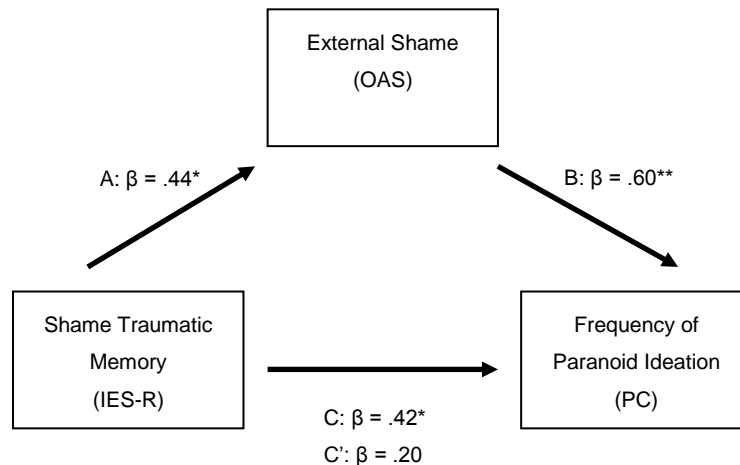 External Shame
(OAS)
A: β = .44*
B: β = .60**
Shame Traumatic
Memory
(IES-R)
Frequency of
Paranoid Ideation
(PC)
C: β = .42*
C’: β = .20